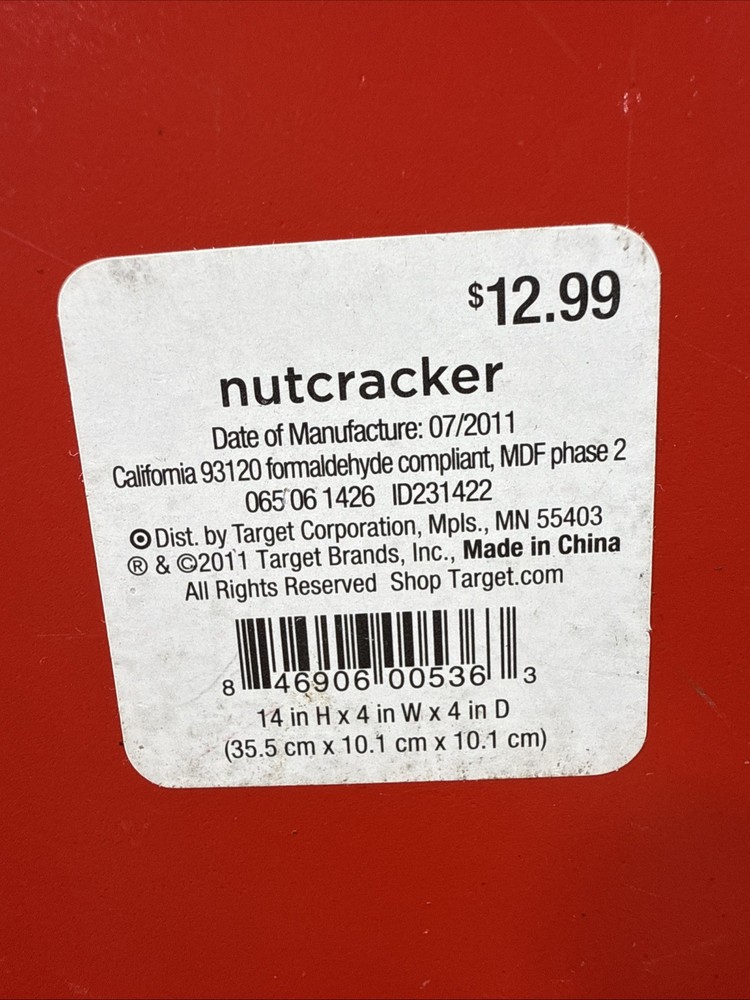 $12.99
nutcracker
Date of Manufacture: 07/2011
California 93120 formaldehyde compliant, MDF phase 2
065 06 1426 ID231422
Dist. by Target Corporation, Mpls., MN 55403
® & ©2011 Target Brands, Inc., Made in China
All Rights Reserved Shop Target.com
8 46906 00536 3
14 in H x 4 in W x 4 in D
(35.5 cm x 10.1 cm x 10.1 cm)